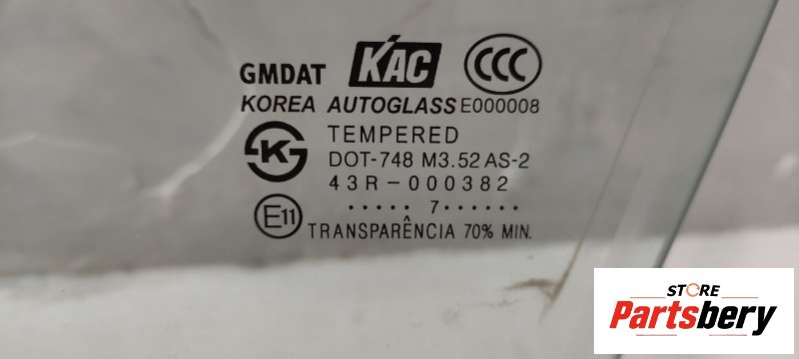 GMDAT KAC CCC
KOREA AUTOGLASS E000008
TEMPERED
DOT-748 M3.52 AS-2
43R-000382
E11
····· 7······
TRANSPARÊNCIA 70% MIN.
STORE
Partsbery